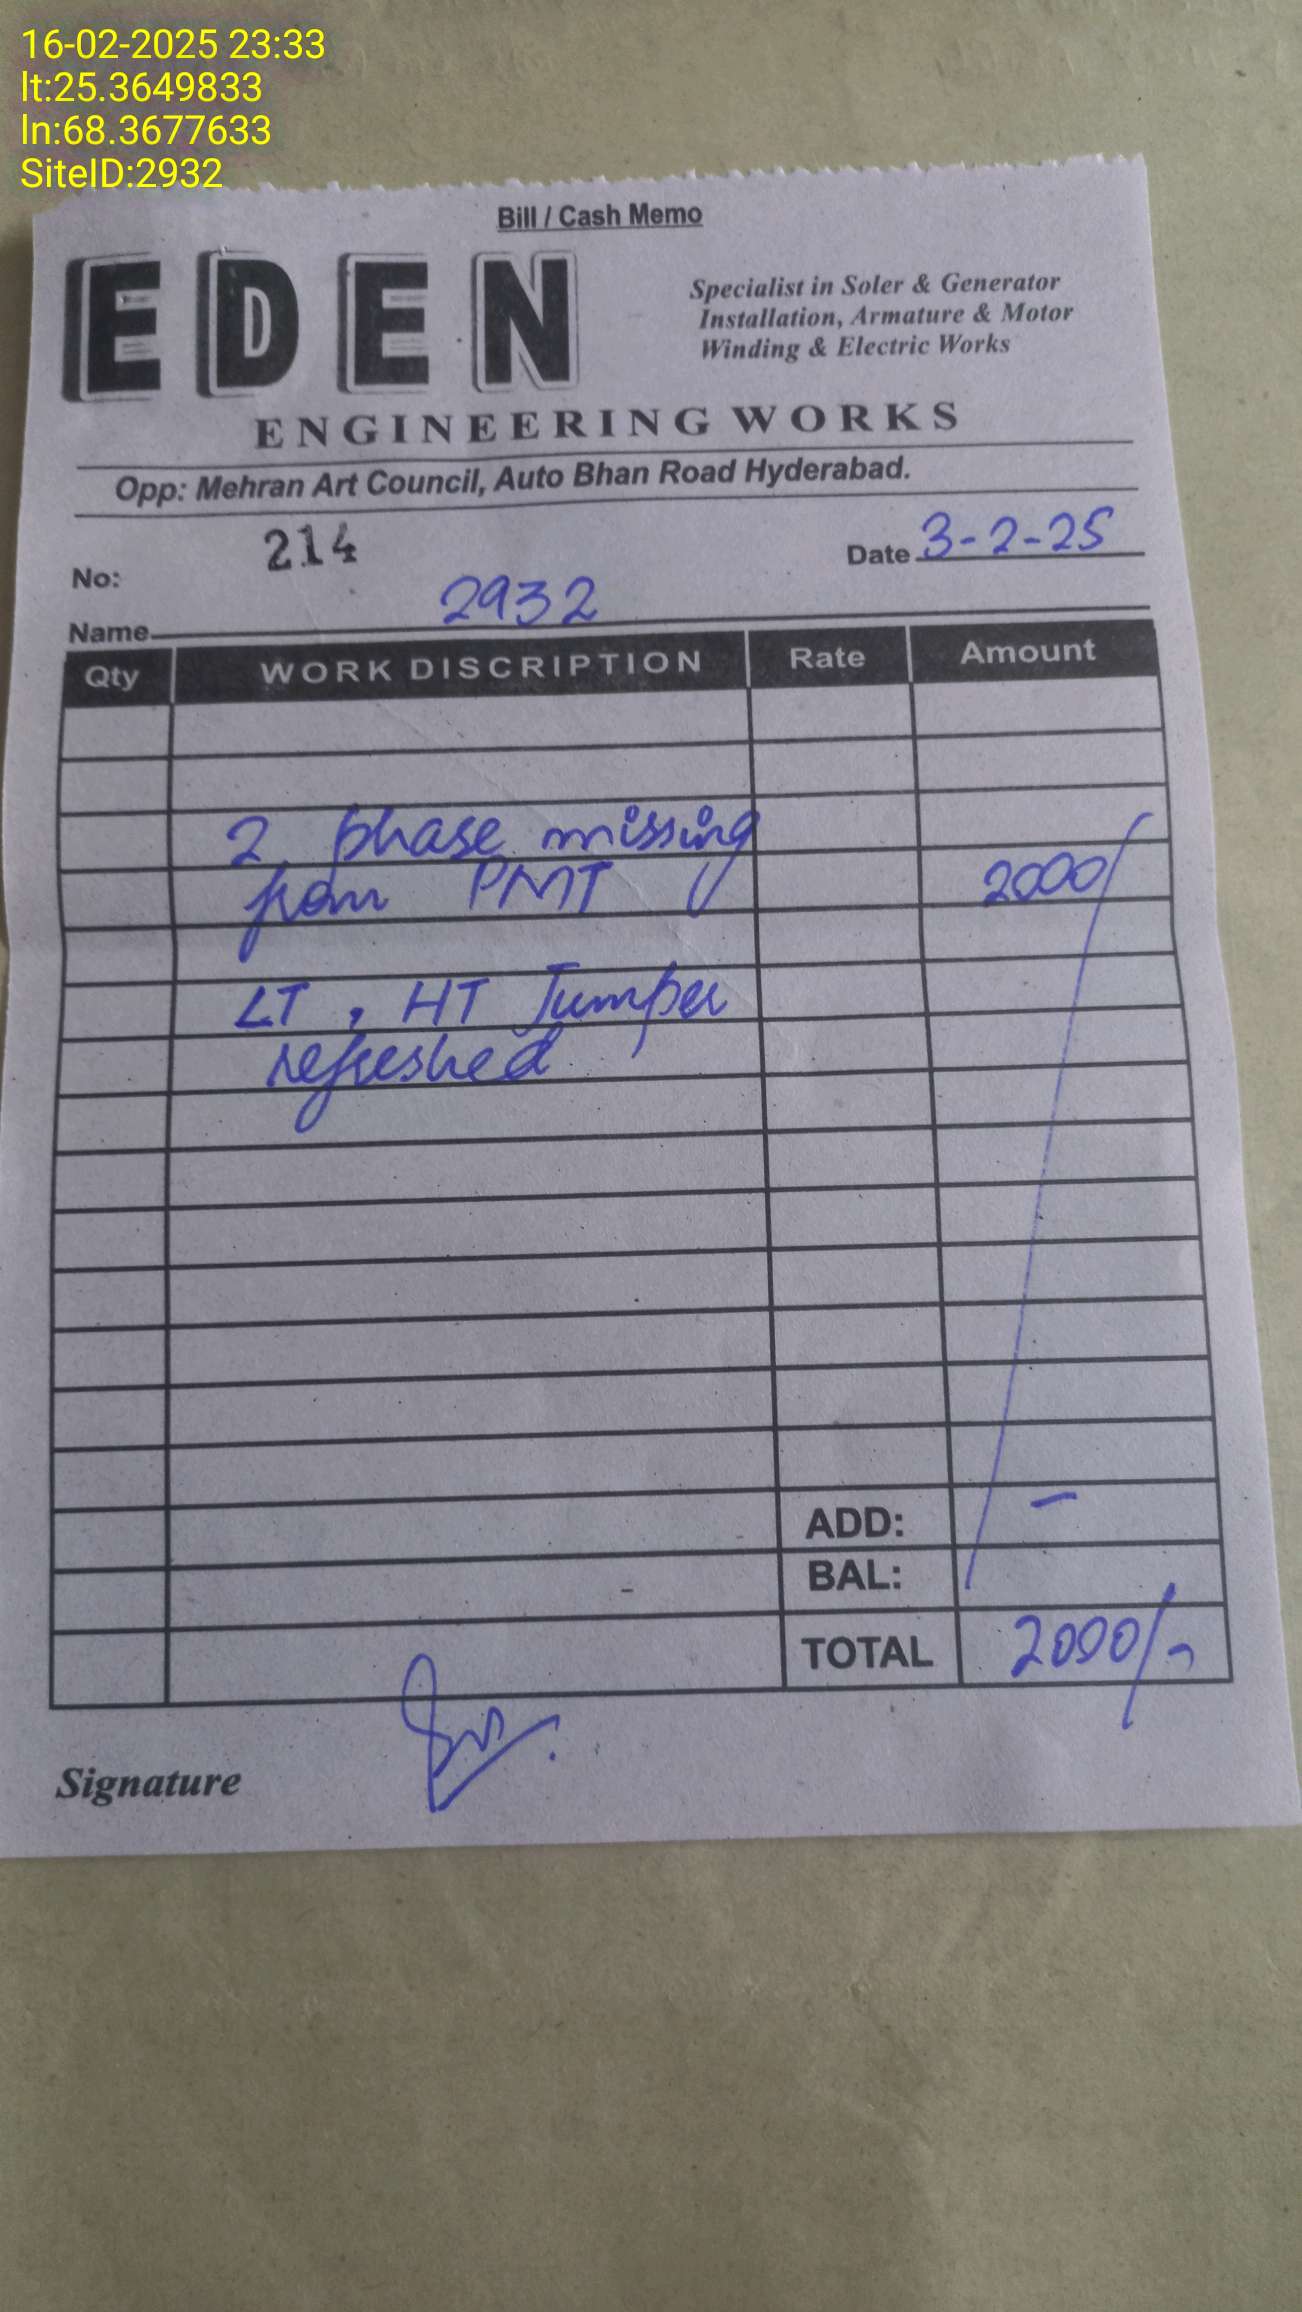 16-02-2025 23:33
lt:25.3649833
ln:68.3677633
SiteID:2932
Bill / Cash Memo
EDEN
Specialist in Soler & Generator
Installation, Armature & Motor
Winding & Electric Works
ENGINEERING WORKS
Opp: Mehran Art Council, Auto Bhan Road Hyderabad.
No: 214
Date 3-2-25
Name 2932
Qty WORK DISCRIPTION Rate Amount
2 phase missing
from PMT 2000/
LT, HT Jumper
refreshed
ADD: -
BAL:
TOTAL 2000/-
Signature